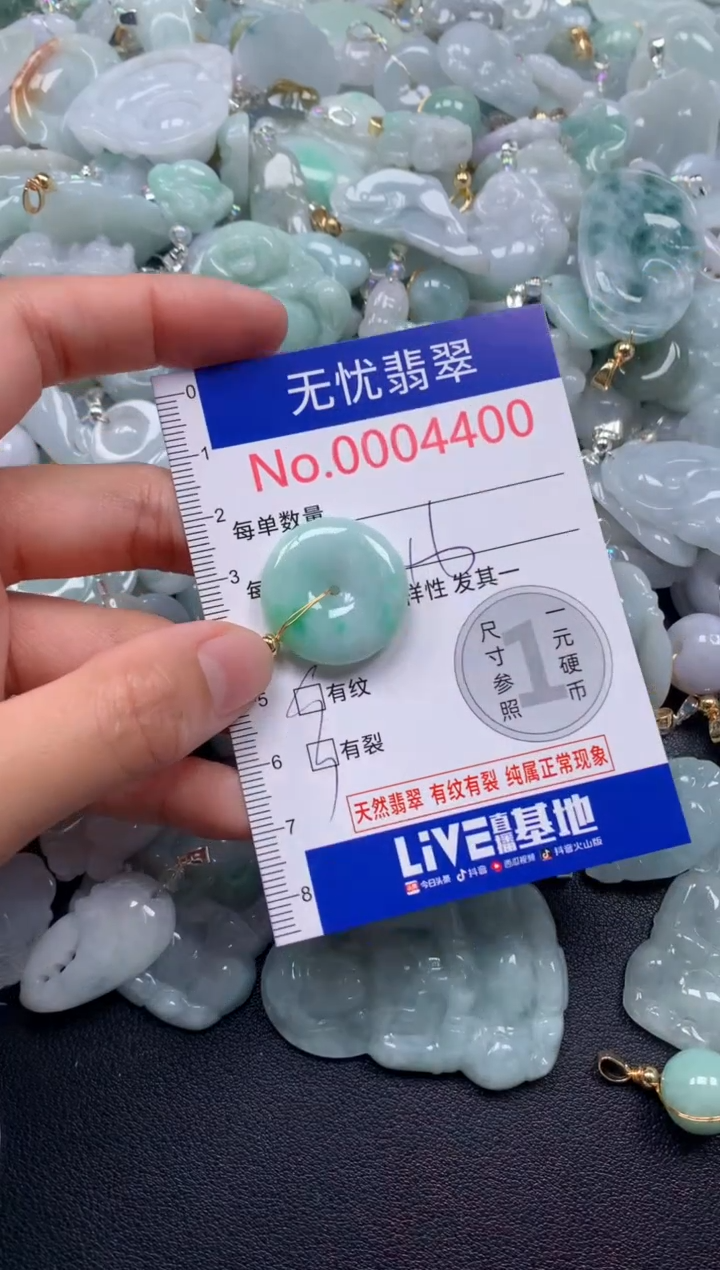 无忧翡翠
No.0004400
0
1
2
3
5
6
7
8
每单数量
每
样性 发其一
尺寸参照
1
一元硬币
有纹
有裂
天然翡翠 有纹有裂 纯属正常现象
LiVE直播基地
今日头条 抖音 西瓜视频 抖音火山版